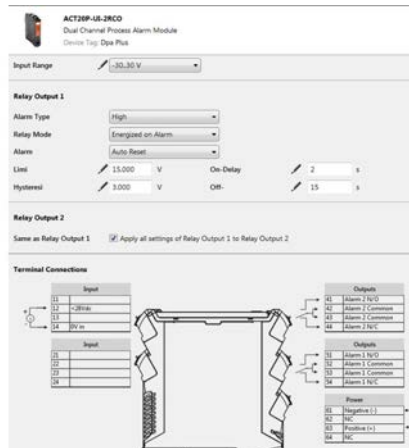 ACT20P-UI-2RCO
Dual Channel Process Alarm Module
Device Tag: Dpa Plus
Input Range -30..30 V
Relay Output 1
Alarm Type High
Relay Mode Energized on Alarm
Alarm Auto Reset
Limi 15.000 V On-Delay 2 s
Hysteresi 3.000 V Off- 15 s
Relay Output 2
Same as Relay Output 1 Apply all settings of Relay Output 1 to Relay Output 2
Terminal Connections
Input
11
12 <28Vdc
13
14 0V in
Input
21
22
23
24
Outputs
41 Alarm 2 N/O
42 Alarm 2 Common
43 Alarm 2 Common
44 Alarm 2 N/C
Outputs
51 Alarm 1 N/O
52 Alarm 1 Common
53 Alarm 1 Common
54 Alarm 1 N/C
Power
61 Negative (-)
62 NC
63 Positive (+)
64 NC